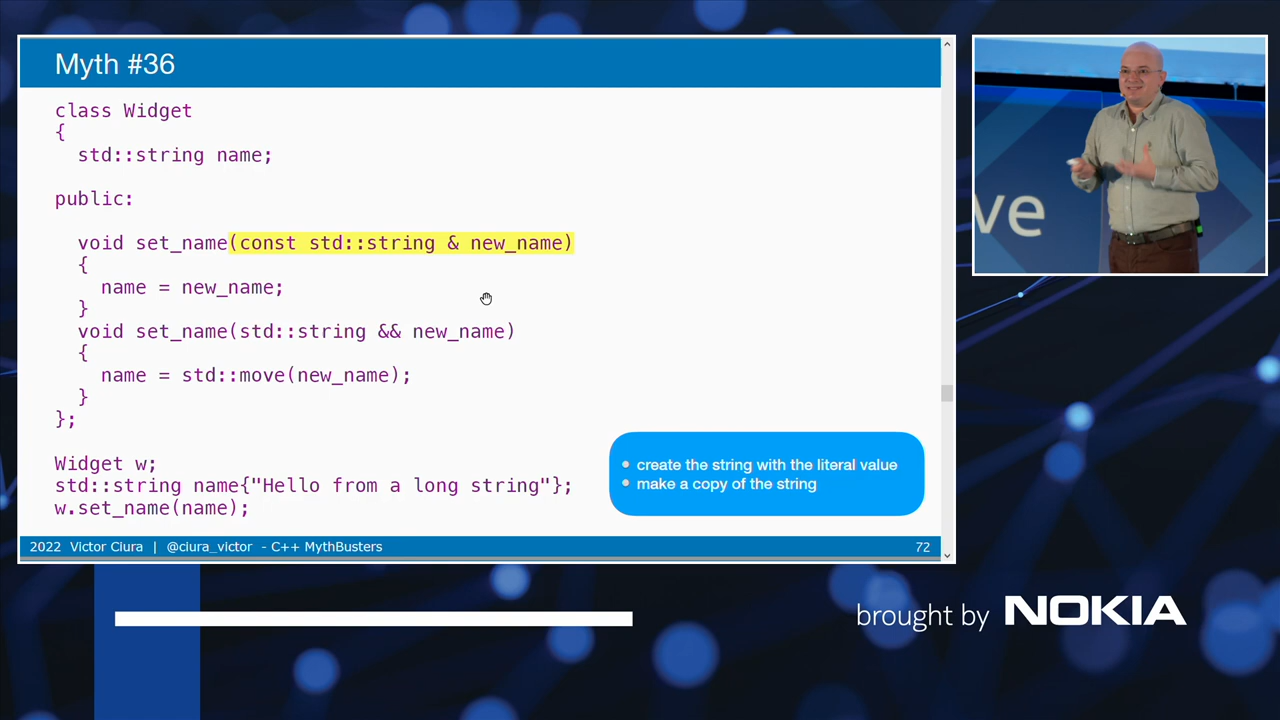 Myth #36
class Widget
{
std::string name;
public:
void set_name(const std::string & new_name)
{
name = new_name;
}
void set_name(std::string && new_name)
{
name = std::move(new_name);
}
};
Widget w;
std::string name{"Hello from a long string"};
w.set_name(name);
• create the string with the literal value
• make a copy of the string
2022 Victor Ciura | @ciura_victor - C++ MythBusters
72
ve
brought by NOKIA